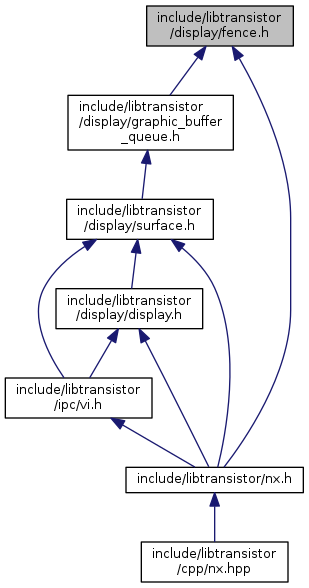 include/libtransistor
/display/fence.h
include/libtransistor
/display/graphic_buffer
_queue.h
include/libtransistor
/display/surface.h
include/libtransistor
/display/display.h
include/libtransistor
/ipc/vi.h
include/libtransistor/nx.h
include/libtransistor
/cpp/nx.hpp